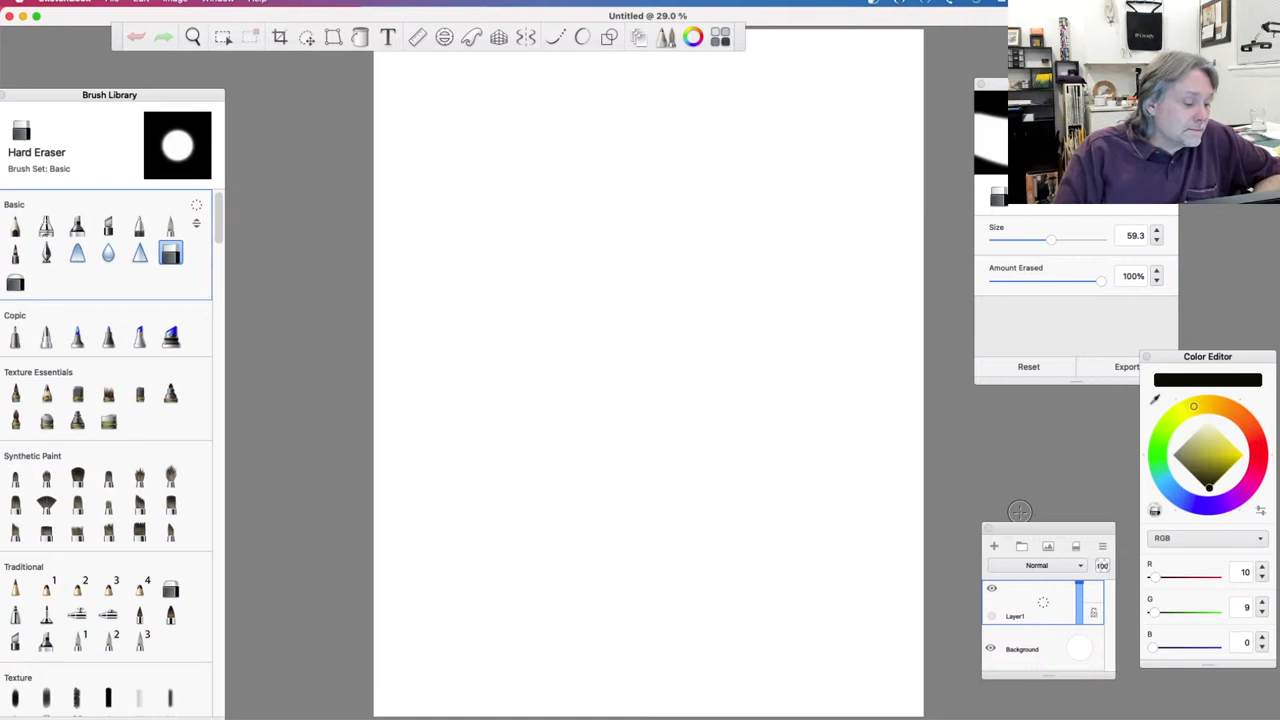 Untitled @ 29.0 %
T
Brush Library
Hard Eraser
Brush Set: Basic
Basic
Copic
Texture Essentials
Synthetic Paint
Traditional
1 2 3 4
1 2 3
Texture
Size
59.3
Amount Erased
100%
Reset
Export
Color Editor
RGB
R
10
G
9
B
0
Normal
100
Layer1
Background